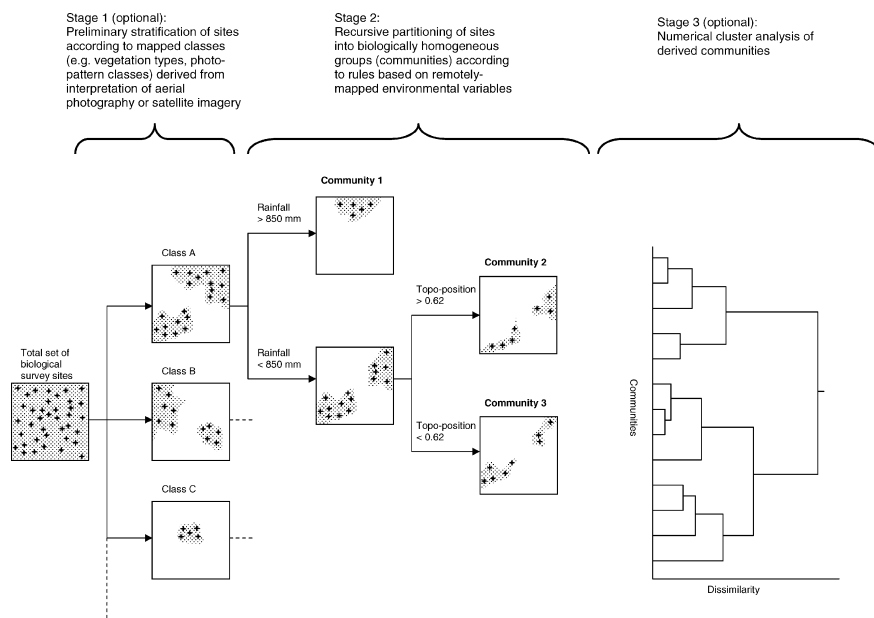 Stage 1 (optional):
Preliminary stratification of sites
according to mapped classes
(e.g. vegetation types, photo-
pattern classes) derived from
interpretation of aerial
photography or satellite imagery
Stage 2:
Recursive partitioning of sites
into biologically homogeneous
groups (communities) according
to rules based on remotely-
mapped environmental variables
Stage 3 (optional):
Numerical cluster analysis of
derived communities
Total set of
biological
survey sites
Class A
Class B
Class C
Rainfall
> 850 mm
Community 1
Rainfall
< 850 mm
Topo-position
> 0.62
Community 2
Topo-position
< 0.62
Community 3
Communities
Dissimilarity